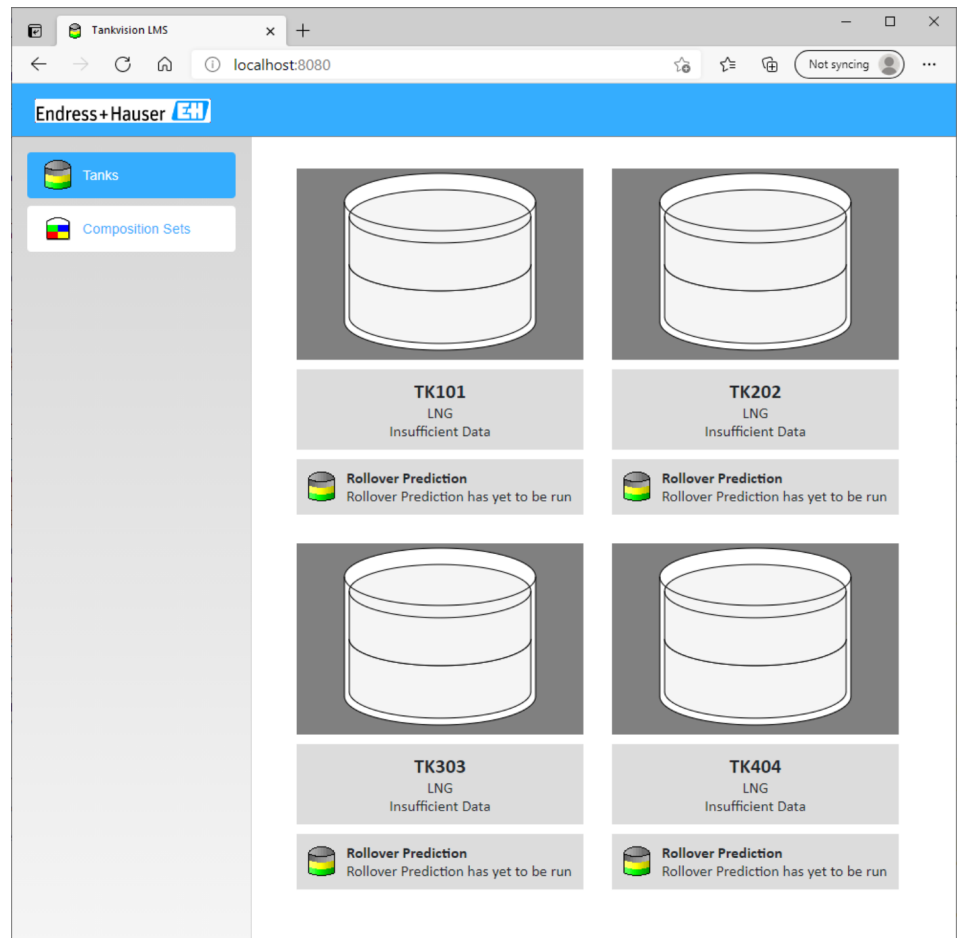 Tankvision LMS
localhost:8080
Not syncing
Endress+Hauser EH
Tanks
Composition Sets
TK101
LNG
Insufficient Data
Rollover Prediction
Rollover Prediction has yet to be run
TK202
LNG
Insufficient Data
Rollover Prediction
Rollover Prediction has yet to be run
TK303
LNG
Insufficient Data
Rollover Prediction
Rollover Prediction has yet to be run
TK404
LNG
Insufficient Data
Rollover Prediction
Rollover Prediction has yet to be run